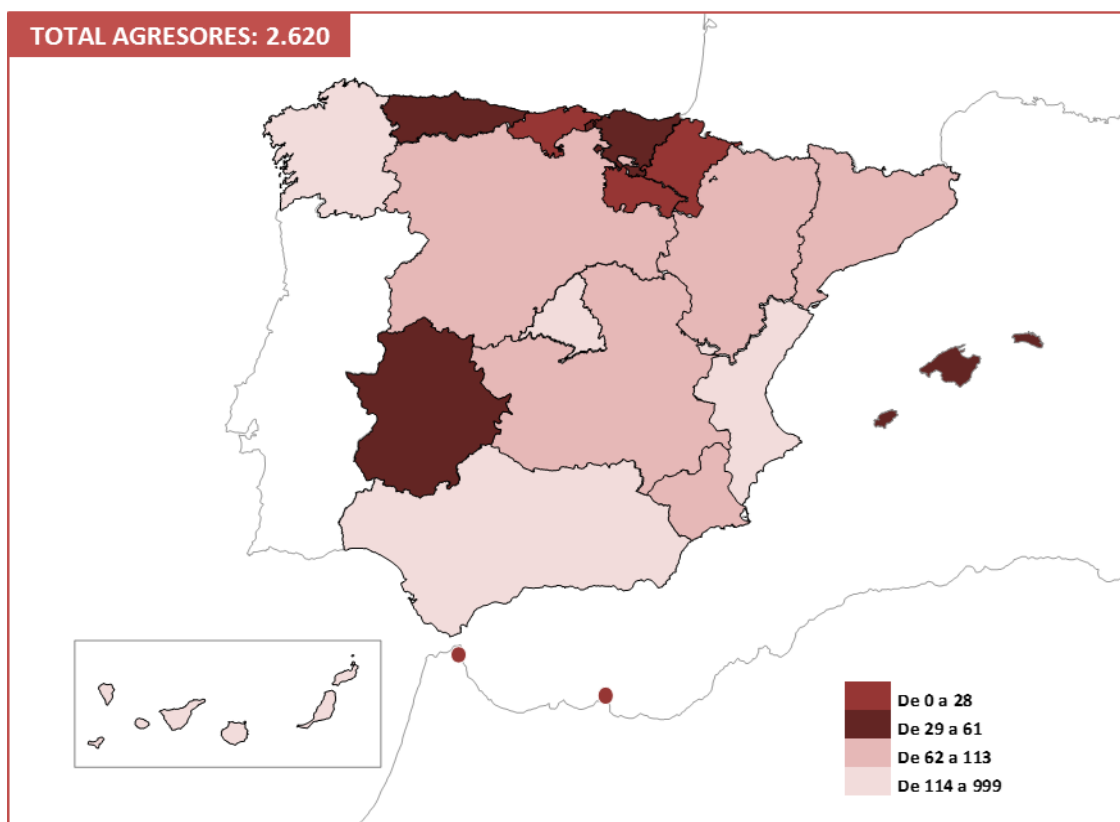 TOTAL AGRESORES: 2.620
De 0 a 28
De 29 a 61
De 62 a 113
De 114 a 999